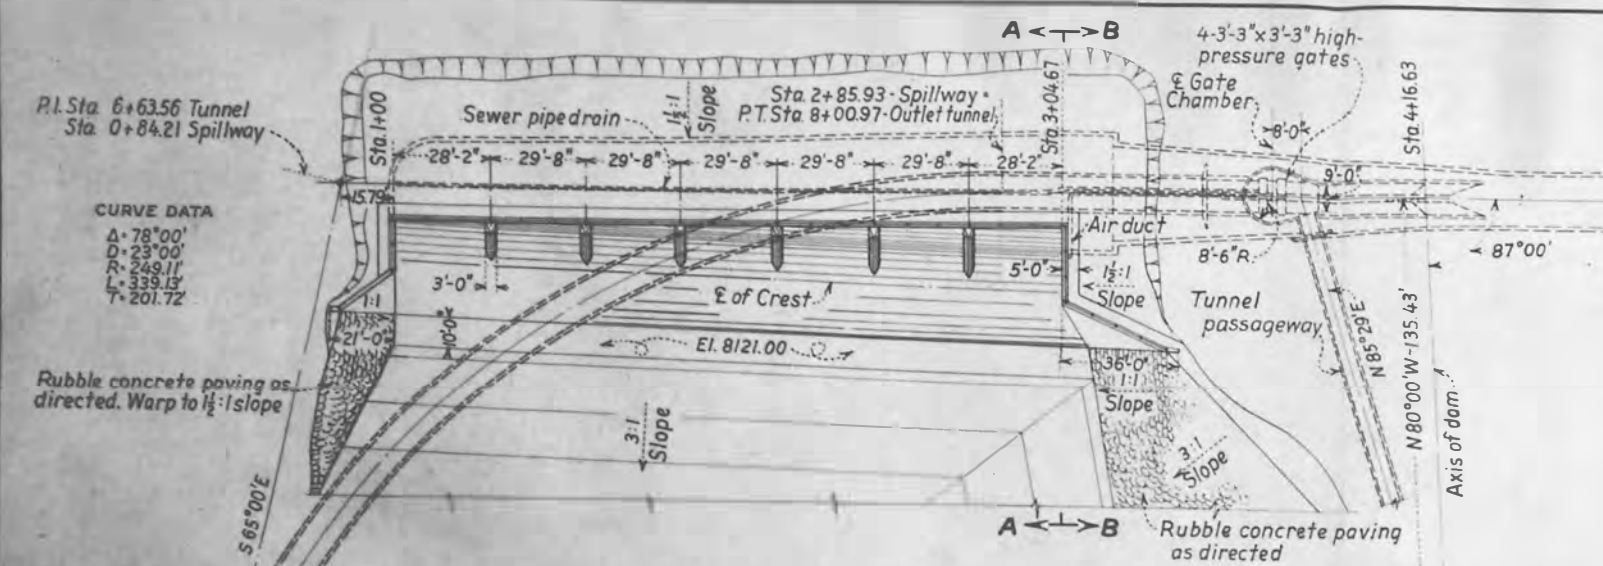 A B
4-3'-3"x3'-3" high-
pressure gates
℄ Gate
Chamber
P.I. Sta. 6+63.56 Tunnel
Sta. 0+84.21 Spillway
Sta. 1+00
Sewer pipe drain
1½:1
Slope
Sta. 2+85.93-Spillway=
P.T. Sta. 8+00.97-Outlet tunnel
Sta. 3+04.67
8'-0"
Sta. 4+16.63
28'-2" 29'-8" 29'-8" 29'-8" 29'-8" 29'-8" 28'-2"
15.79
9'-0"
CURVE DATA
Δ=78°00'
D=23°00'
R=249.11'
L=339.13'
T=201.72'
Air duct
8'-6"R.
87°00'
3'-0"
5'-0"
1½:1
Slope
℄ of Crest
Tunnel
passageway
1:1
21'-0"
10'-0"
El. 8121.00
36'-0"
1:1
Slope
N85°29'E
N80°00'W-135.43'
Axis of dam
Rubble concrete paving as
directed. Warp to 1½:1 slope
3:1
Slope
3:1
Slope
S65°00'E
A B
Rubble concrete paving
as directed